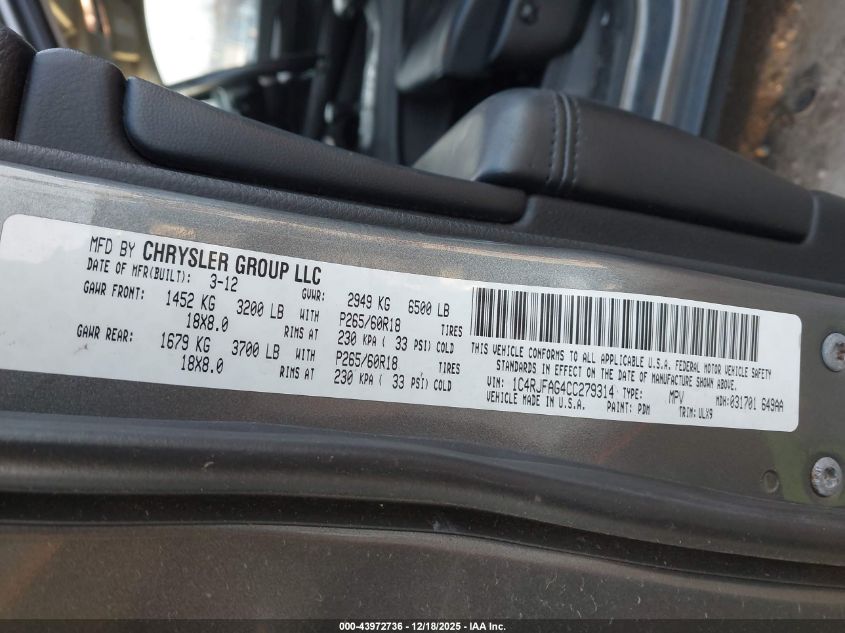 MFD BY CHRYSLER GROUP LLC
DATE OF MFR(BUILT): 3-12 GVWR: 2949 KG 6500 LB
GAWR FRONT: 1452 KG 3200 LB WITH P265/60R18 TIRES
18X8.0 RIMS AT 230 KPA ( 33 PSI) COLD
GAWR REAR: 1679 KG 3700 LB WITH P265/60R18 TIRES
18X8.0 RIMS AT 230 KPA ( 33 PSI) COLD
THIS VEHICLE CONFORMS TO ALL APPLICABLE U.S.A. FEDERAL MOTOR VEHICLE SAFETY
STANDARDS IN EFFECT ON THE DATE OF MANUFACTURE SHOWN ABOVE.
VIN: 1C4RJFAG4CC279314 TYPE: MPV MDH: 031701 649AA
VEHICLE MADE IN U.S.A. PAINT: PDM TRIM: ULX9
000-43972736 | 12/18/2025 - IAA Inc.